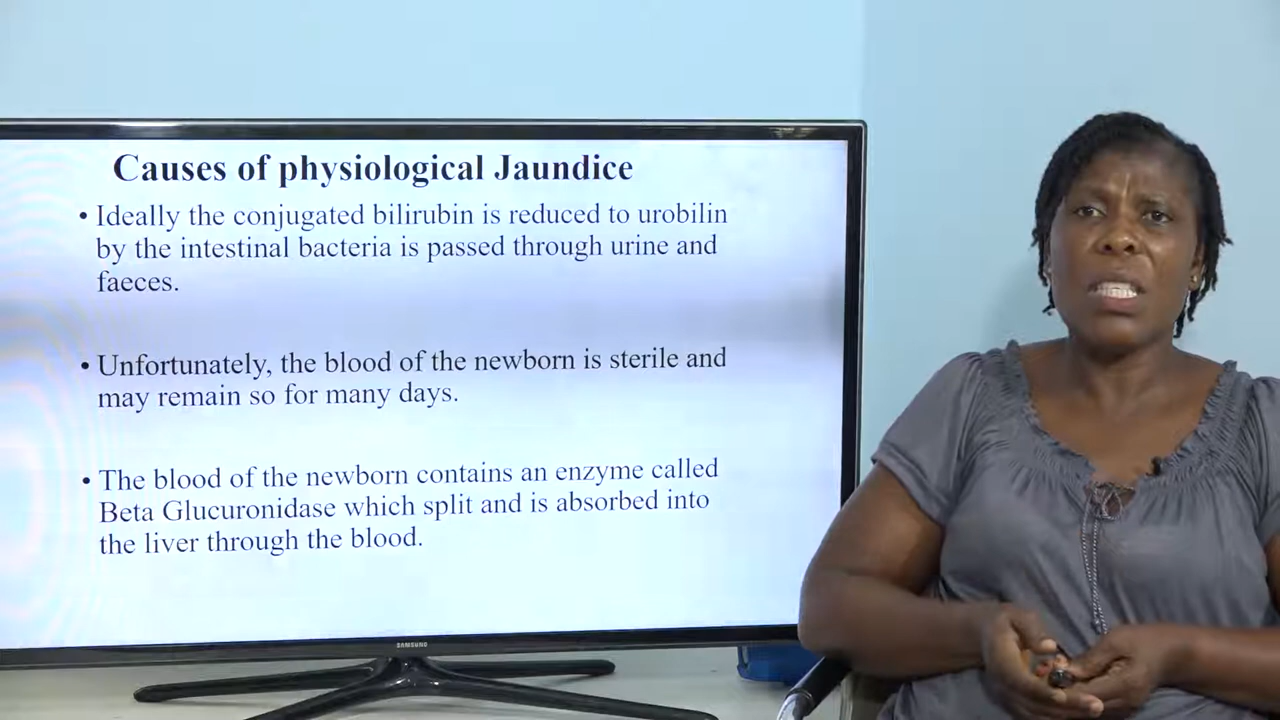 Causes of physiological Jaundice
• Ideally the conjugated bilirubin is reduced to urobilin
by the intestinal bacteria is passed through urine and
faeces.
• Unfortunately, the blood of the newborn is sterile and
may remain so for many days.
• The blood of the newborn contains an enzyme called
Beta Glucuronidase which split and is absorbed into
the liver through the blood.
SAMSUNG